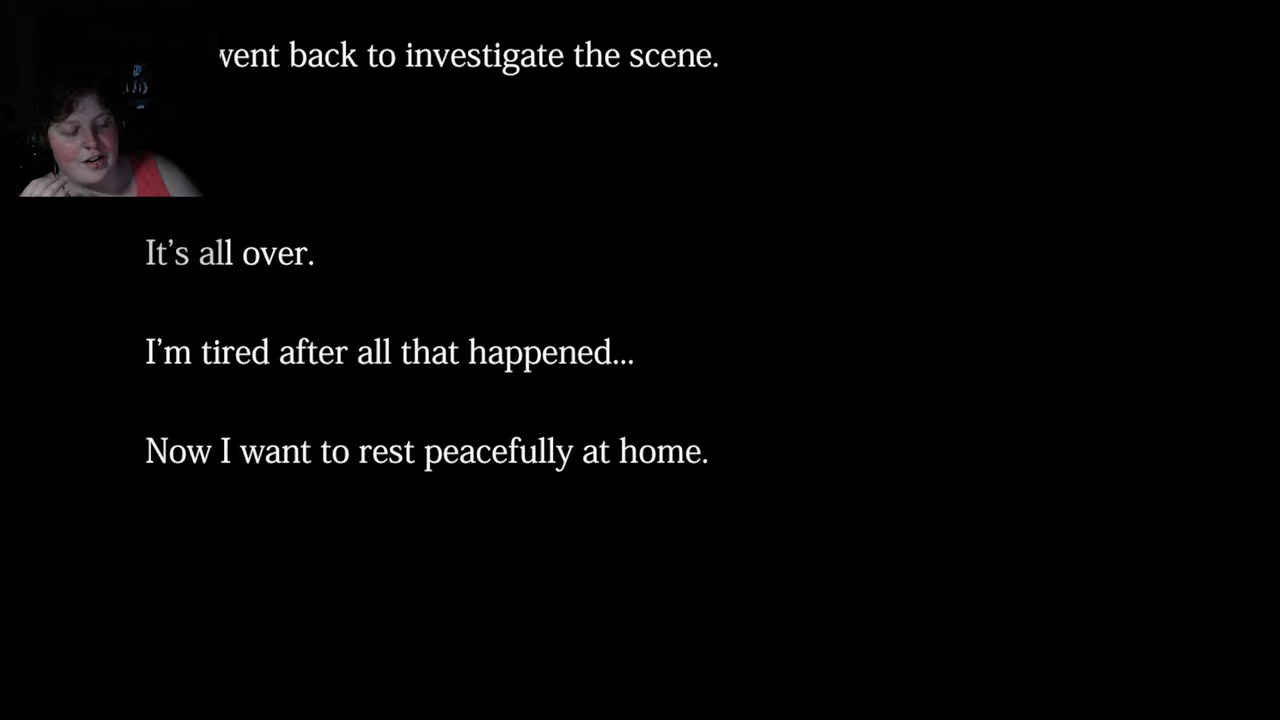 went back to investigate the scene.
It's all over.
I'm tired after all that happened...
Now I want to rest peacefully at home.